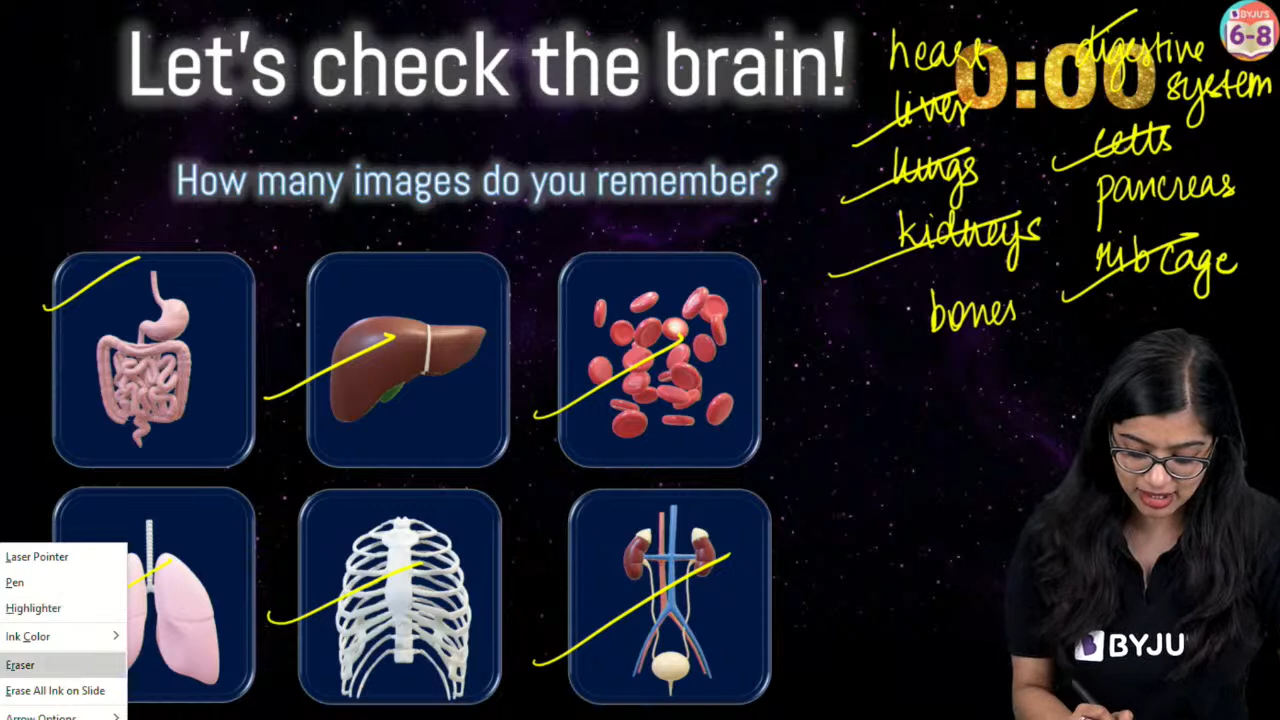 Let's check the brain!
How many images do you remember?
0:00
heart
liver
lungs
kidneys
bones
digestive
system
cells
pancreas
rib cage
BYJU'S
6-8
Laser Pointer
Pen
Highlighter
Ink Color
Eraser
Erase All Ink on Slide
Arrow Options
BYJU